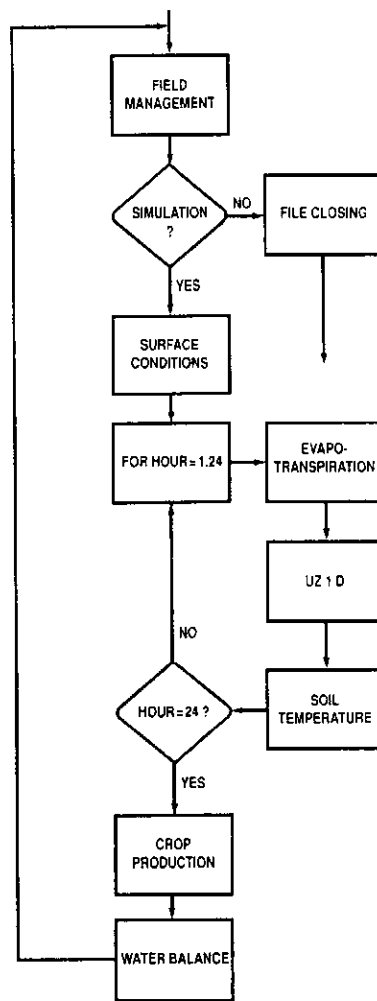 FIELD
MANAGEMENT
SIMULATION
?
NO
FILE CLOSING
YES
SURFACE
CONDITIONS
FOR HOUR = 1.24
EVAPO-
TRANSPIRATION
UZ 1 D
NO
SOIL
TEMPERATURE
HOUR = 24 ?
YES
CROP
PRODUCTION
WATER BALANCE